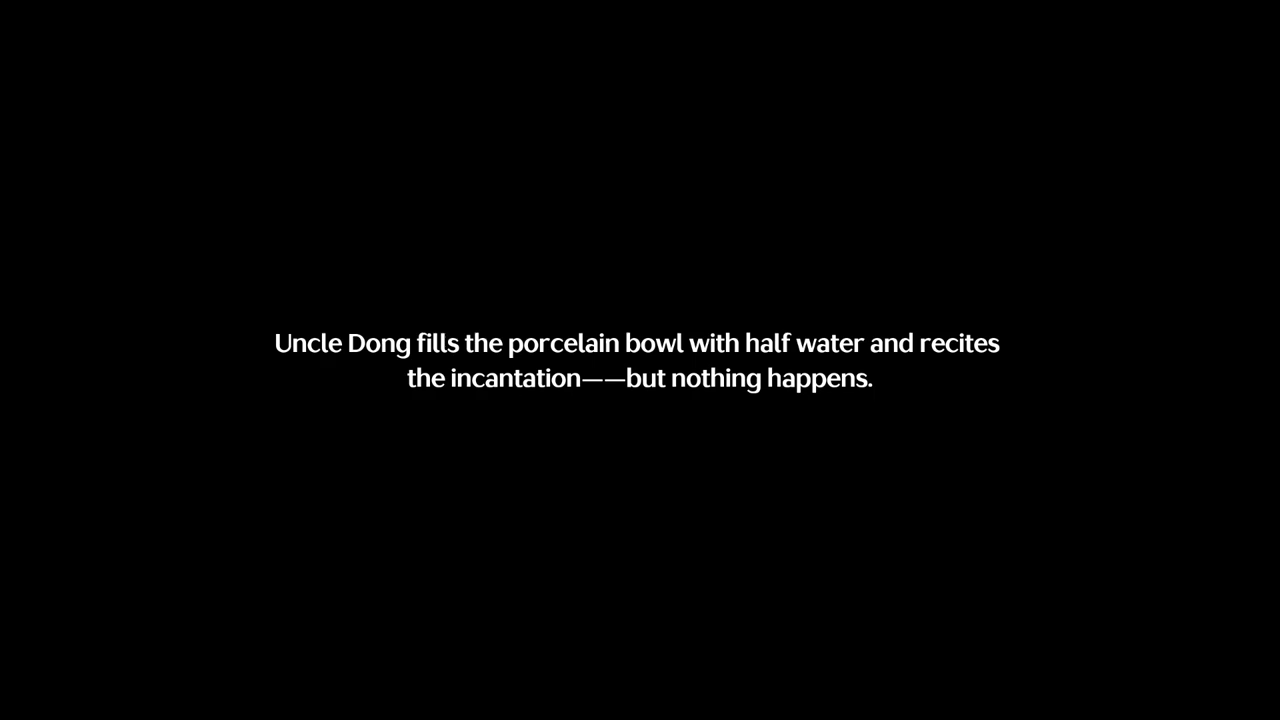 Uncle Dong fills the porcelain bowl with half water and recites
the incantation——but nothing happens.